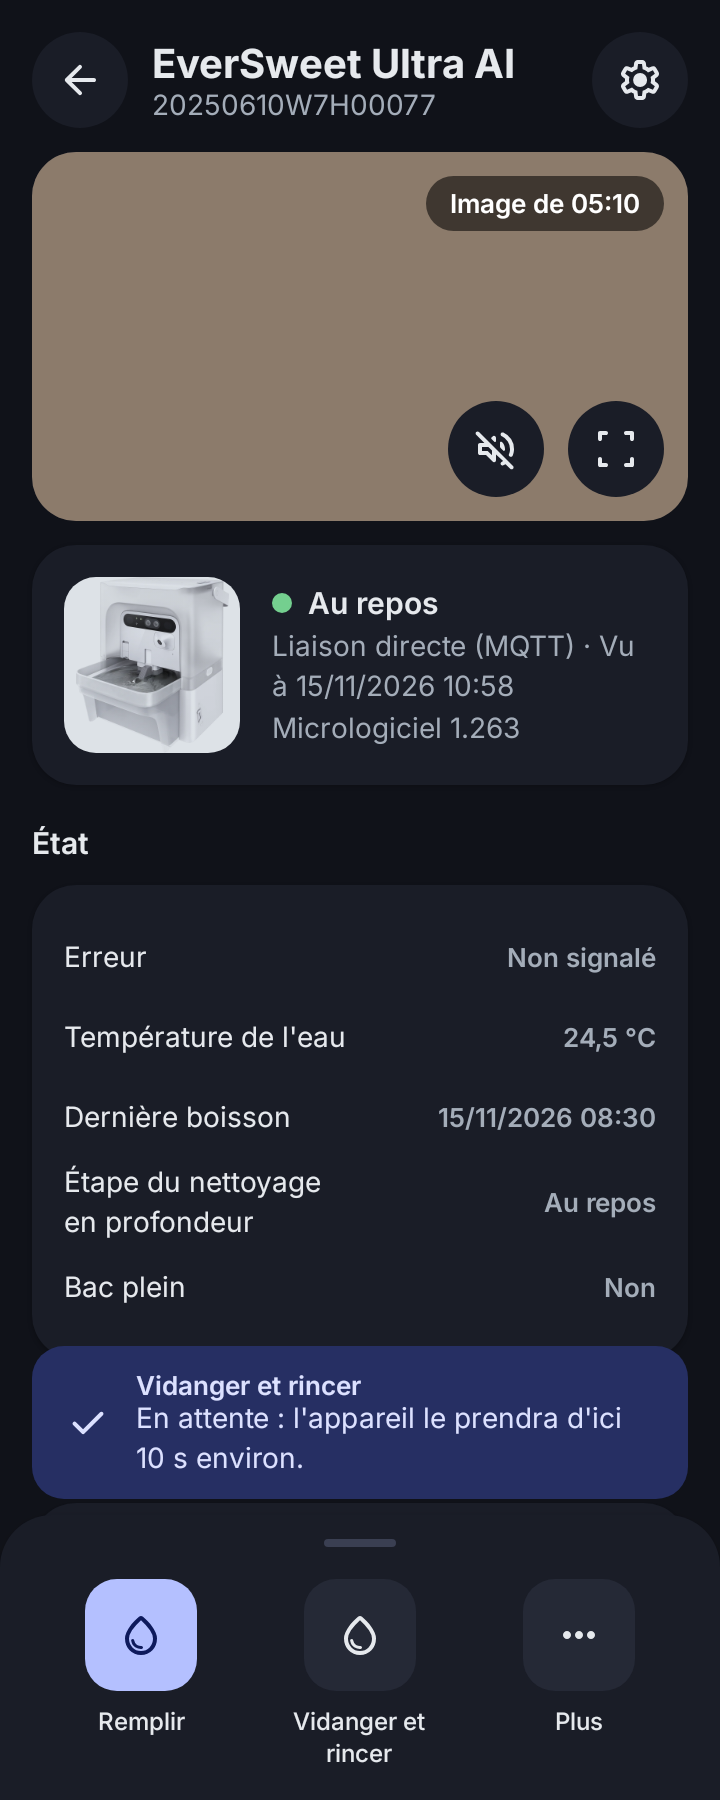 EverSweet Ultra AI
20250610W7H00077
Image de 05:10
Au repos
Liaison directe (MQTT) · Vu
à 15/11/2026 10:58
Micrologiciel 1.263
État
Erreur
Non signalé
Température de l'eau
24,5 °C
Dernière boisson
15/11/2026 08:30
Étape du nettoyage
en profondeur
Au repos
Bac plein
Non
Vidanger et rincer
En attente : l'appareil le prendra d'ici
10 s environ.
Remplir
Vidanger et
rincer
Plus